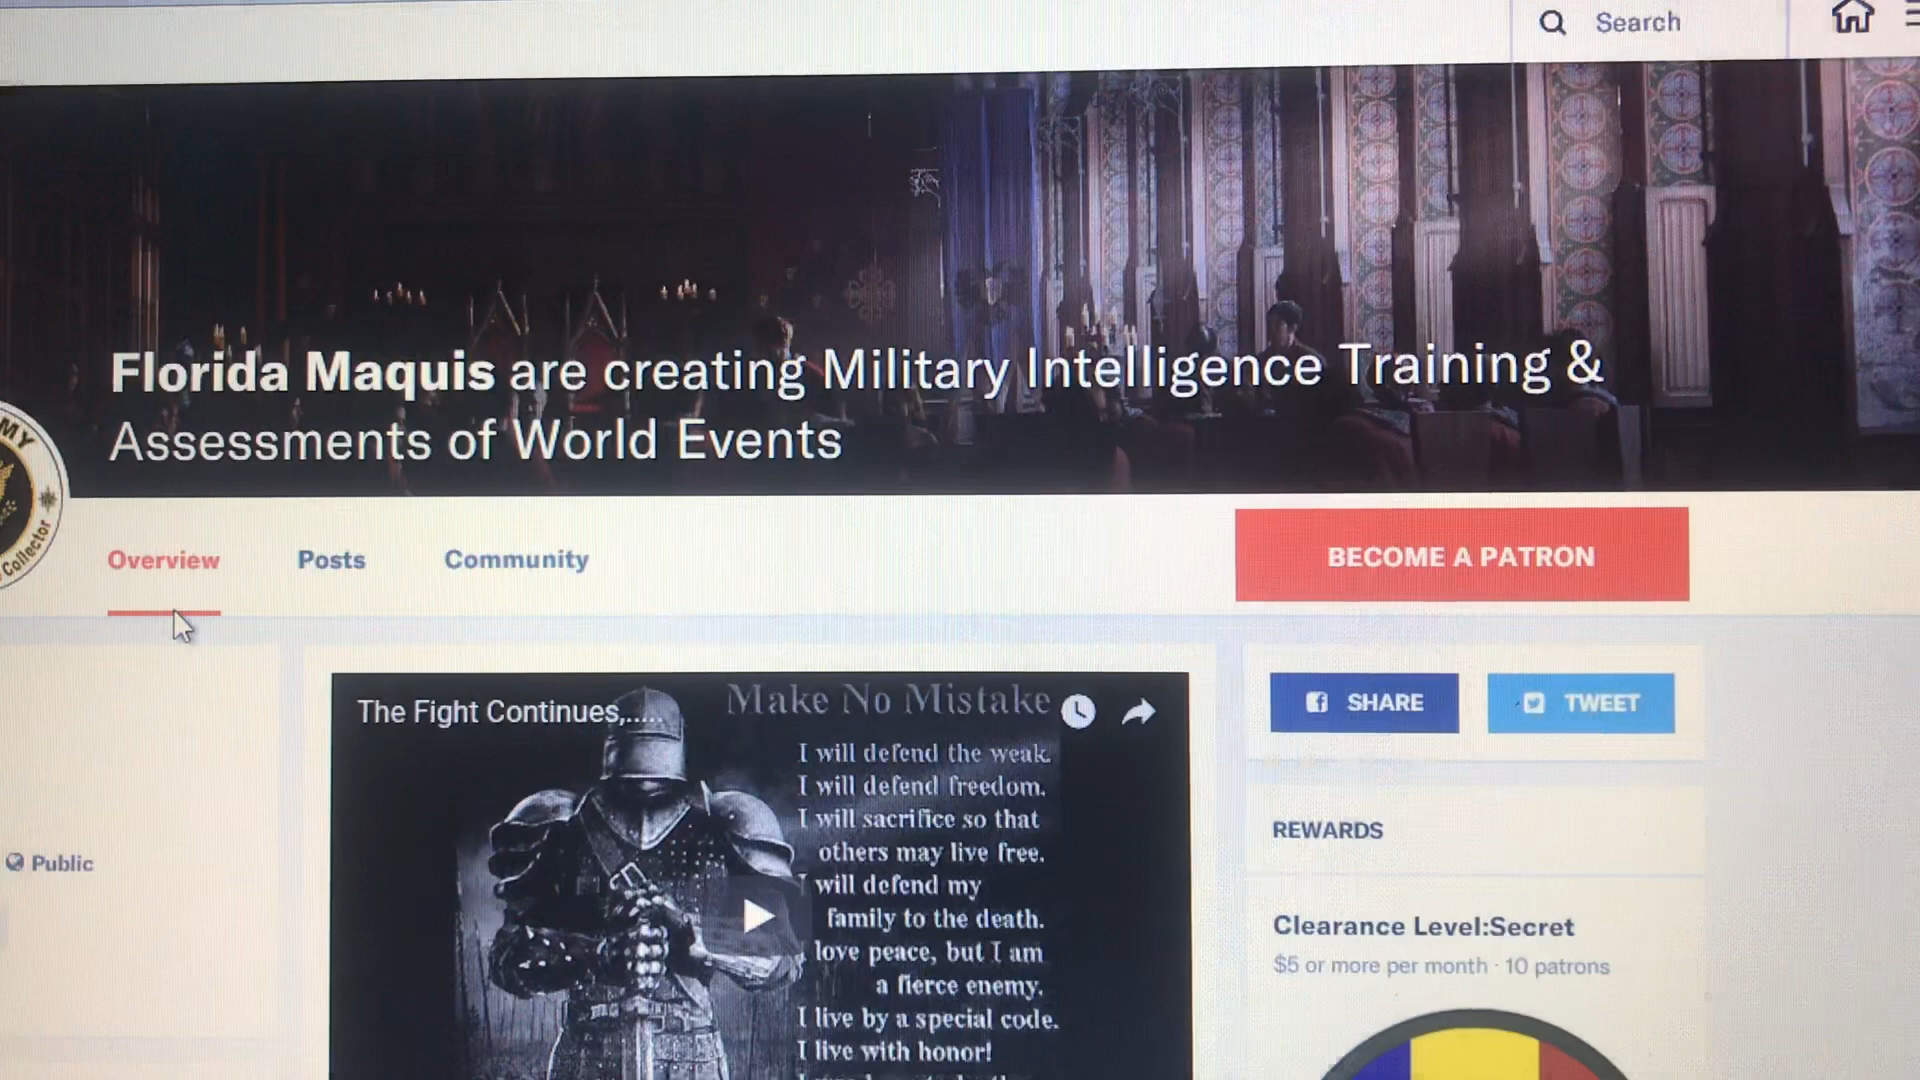 Search
Florida Maquis are creating Military Intelligence Training &
Assessments of World Events
MY
Collector
Overview
Posts
Community
BECOME A PATRON
The Fight Continues,.....
Make No Mistake
I will defend the weak.
I will defend freedom.
I will sacrifice so that
others may live free.
I will defend my
family to the death.
I love peace, but I am
a fierce enemy.
I live by a special code.
I live with honor!
SHARE
TWEET
REWARDS
Public
Clearance Level:Secret
$5 or more per month · 10 patrons